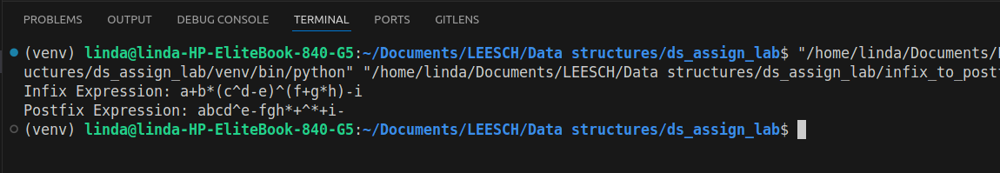 PROBLEMS OUTPUT DEBUG CONSOLE TERMINAL PORTS GITLENS
(venv) linda@linda-HP-EliteBook-840-G5:~/Documents/LEESCH/Data structures/ds_assign_lab$ "/home/linda/Documents/
uctures/ds_assign_lab/venv/bin/python" "/home/linda/Documents/LEESCH/Data structures/ds_assign_lab/infix_to_post
Infix Expression: a+b*(c^d-e)^(f+g*h)-i
Postfix Expression: abcd^e-fgh*+^*+i-
(venv) linda@linda-HP-EliteBook-840-G5:~/Documents/LEESCH/Data structures/ds_assign_lab$